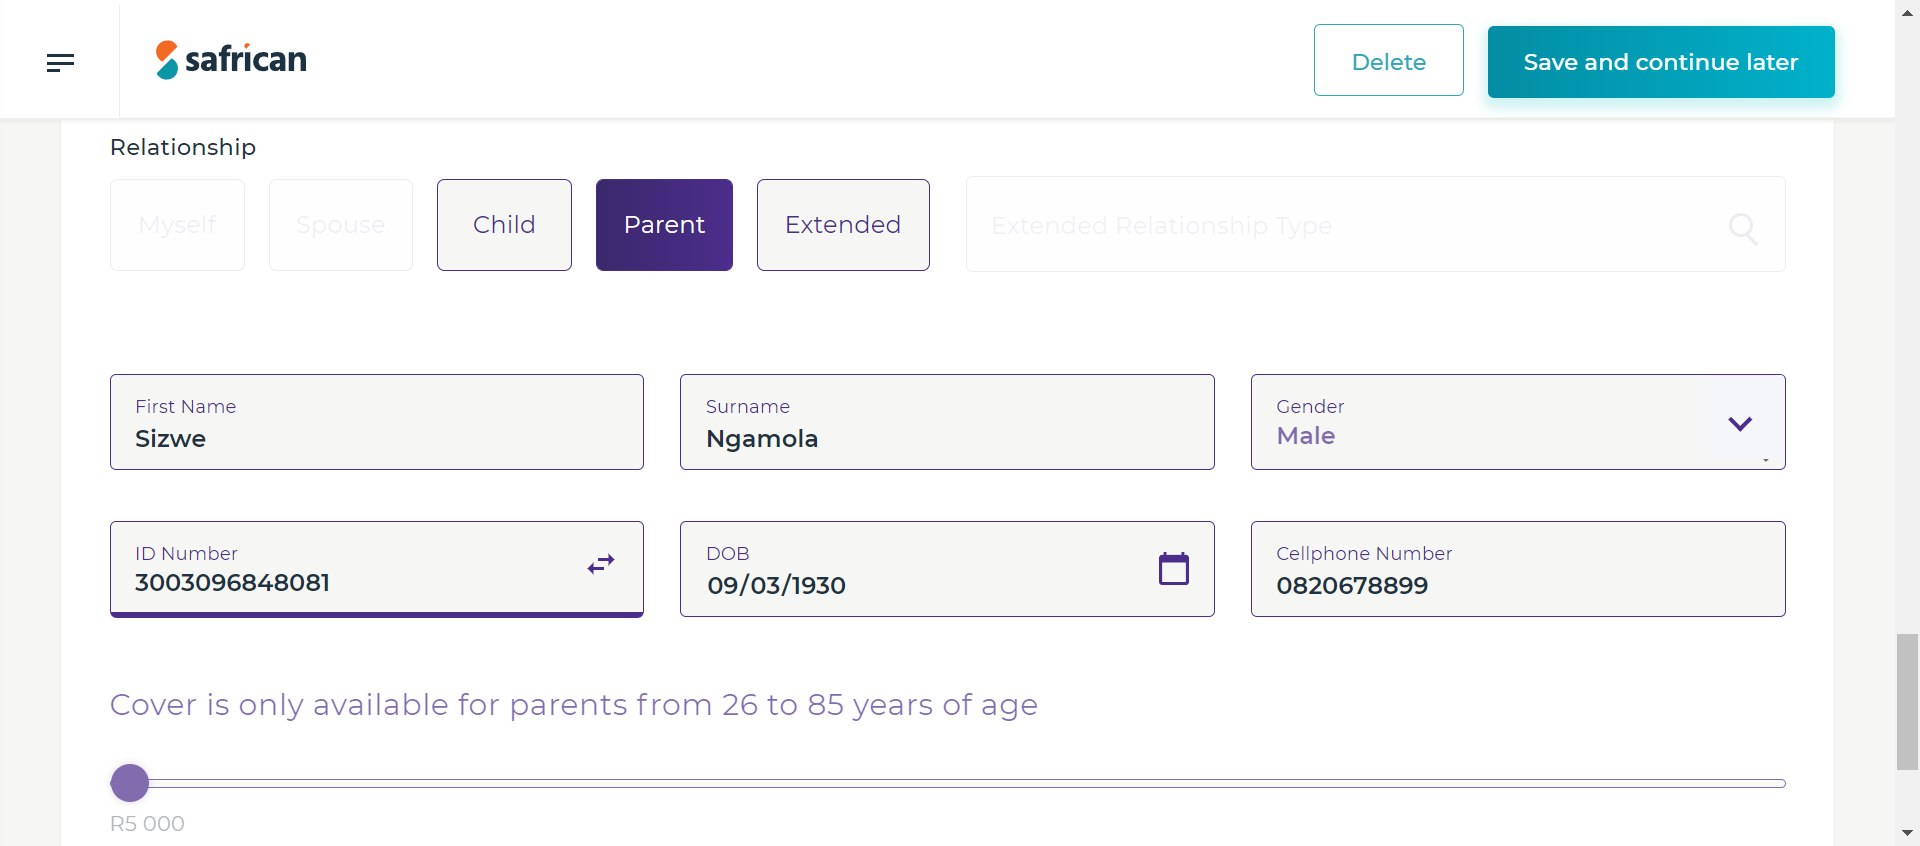 safrican
Delete
Save and continue later
Relationship
Myself
Spouse
Child
Parent
Extended
Extended Relationship Type
First Name
Sizwe
Surname
Ngamola
Gender
Male
ID Number
3003096848081
DOB
09/03/1930
Cellphone Number
0820678899
Cover is only available for parents from 26 to 85 years of age
R5 000